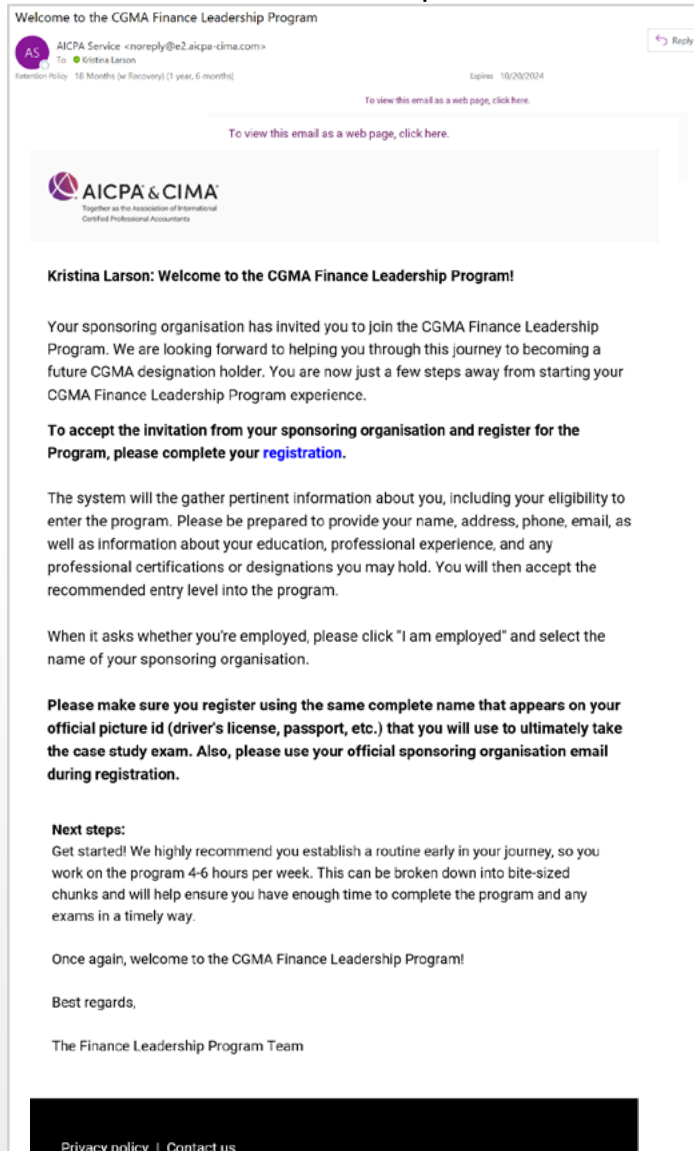 Welcome to the CGMA Finance Leadership Program
AS
AICPA Service <noreply@e2.aicpa-cima.com>
To Kristina Larson
Reply
Retention Policy 18 Months (w Recovery) (1 year, 6 months)
Expires 10/20/2024
To view this email as a web page, click here.
To view this email as a web page, click here.
AICPA & CIMA
Together as the Association of International
Certified Professional Accountants
Kristina Larson: Welcome to the CGMA Finance Leadership Program!
Your sponsoring organisation has invited you to join the CGMA Finance Leadership
Program. We are looking forward to helping you through this journey to becoming a
future CGMA designation holder. You are now just a few steps away from starting your
CGMA Finance Leadership Program experience.
To accept the invitation from your sponsoring organisation and register for the
Program, please complete your registration.
The system will the gather pertinent information about you, including your eligibility to
enter the program. Please be prepared to provide your name, address, phone, email, as
well as information about your education, professional experience, and any
professional certifications or designations you may hold. You will then accept the
recommended entry level into the program.
When it asks whether you're employed, please click "I am employed" and select the
name of your sponsoring organisation.
Please make sure you register using the same complete name that appears on your
official picture id (driver's license, passport, etc.) that you will use to ultimately take
the case study exam. Also, please use your official sponsoring organisation email
during registration.
Next steps:
Get started! We highly recommend you establish a routine early in your journey, so you
work on the program 4-6 hours per week. This can be broken down into bite-sized
chunks and will help ensure you have enough time to complete the program and any
exams in a timely way.
Once again, welcome to the CGMA Finance Leadership Program!
Best regards,
The Finance Leadership Program Team
Privacy policy | Contact us